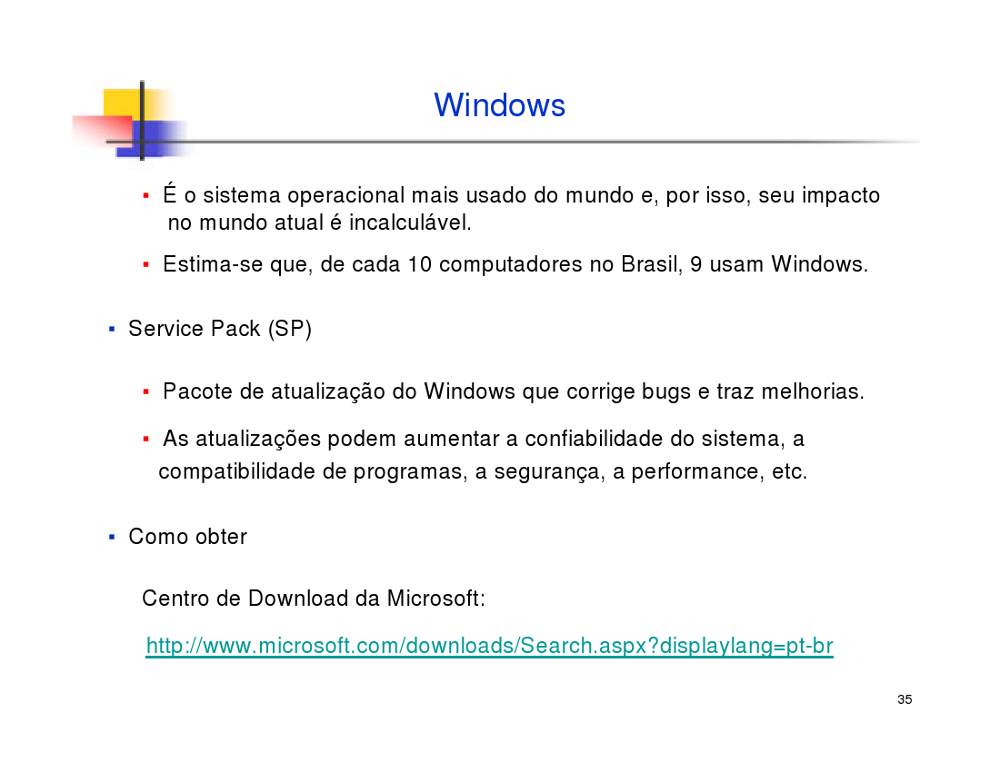 Windows
▪ É o sistema operacional mais usado do mundo e, por isso, seu impacto
no mundo atual é incalculável.
▪ Estima-se que, de cada 10 computadores no Brasil, 9 usam Windows.
▪ Service Pack (SP)
▪ Pacote de atualização do Windows que corrige bugs e traz melhorias.
▪ As atualizações podem aumentar a confiabilidade do sistema, a
compatibilidade de programas, a segurança, a performance, etc.
▪ Como obter
Centro de Download da Microsoft:
http://www.microsoft.com/downloads/Search.aspx?displaylang=pt-br
35